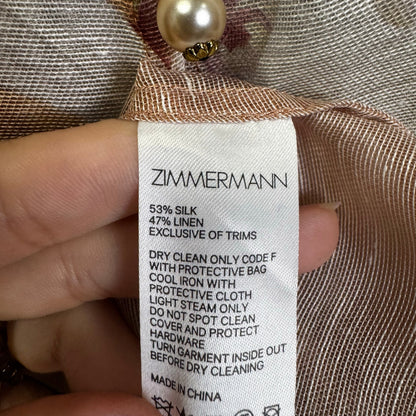 ZIMMERMANN
53% SILK
47% LINEN
EXCLUSIVE OF TRIMS
DRY CLEAN ONLY CODE F
WITH PROTECTIVE BAG
COOL IRON WITH
PROTECTIVE CLOTH
LIGHT STEAM ONLY
DO NOT SPOT CLEAN
COVER AND PROTECT
HARDWARE
TURN GARMENT INSIDE OUT
BEFORE DRY CLEANING
MADE IN CHINA